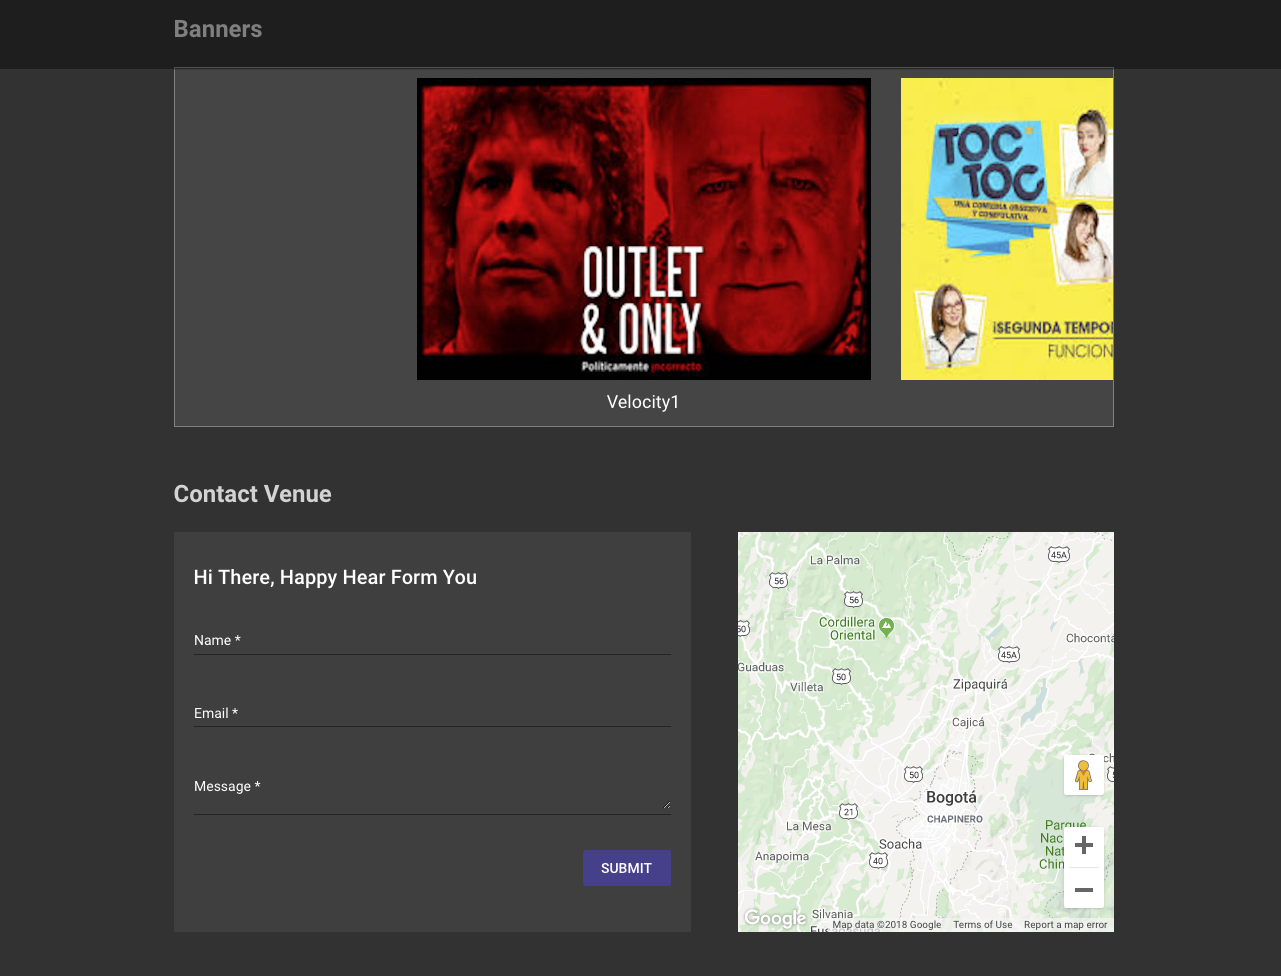 Banners
OUTLET
& ONLY
Políticamente incorrecto
TOC
TOC
UNA COMEDIA OBSESIVA
Y COMPULSIVA
¡SEGUNDA TEMPO
FUNCION
Velocity1
Contact Venue
Hi There, Happy Hear Form You
Name *
Email *
Message *
SUBMIT
La Palma
45A
56
56
Cordillera
Oriental
50
Chocontá
45A
Guaduas
50
Villeta
Zipaquirá
Cajicá
50
Bogotá
CHAPINERO
21
La Mesa
Parque
Nac
Nat
Chin
Soacha
Anapoima
40
Silvania
Google
Map data ©2018 Google
Terms of Use
Report a map error